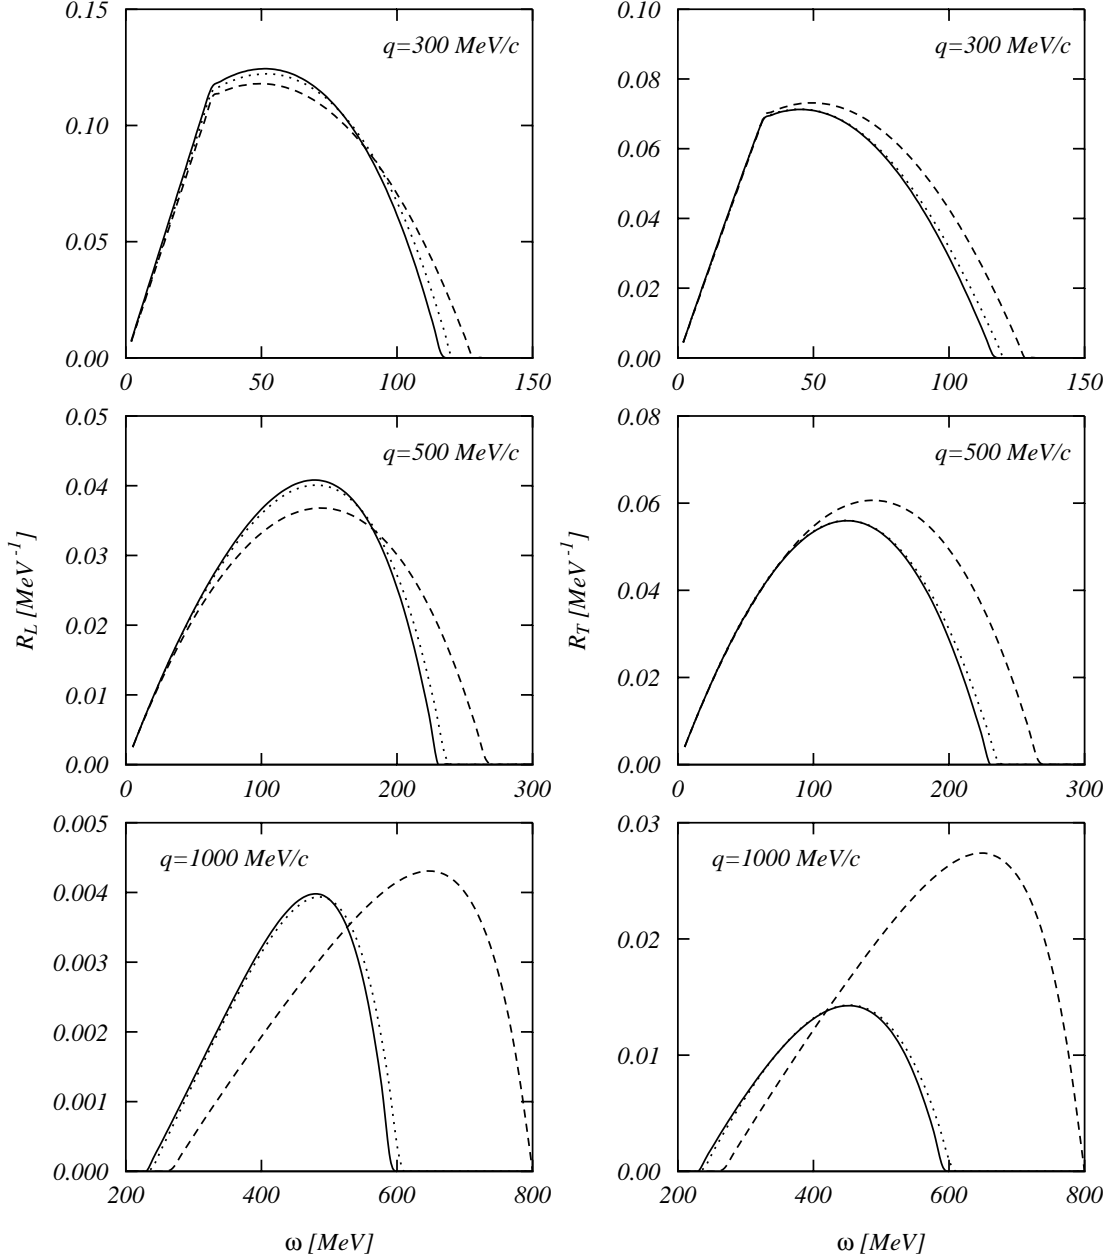 0.15
0.10
0.05
0.00
q=300 MeV/c
0 50 100 150
0.10
0.08
0.06
0.04
0.02
0.00
q=300 MeV/c
0 50 100 150
R_L [MeV^-1]
0.05
0.04
0.03
0.02
0.01
0.00
q=500 MeV/c
0 100 200 300
R_T [MeV^-1]
0.08
0.06
0.04
0.02
0.00
q=500 MeV/c
0 100 200 300
0.005
0.004
0.003
0.002
0.001
0.000
q=1000 MeV/c
200 400 600 800
ω [MeV]
0.03
0.02
0.01
0.00
q=1000 MeV/c
200 400 600 800
ω [MeV]